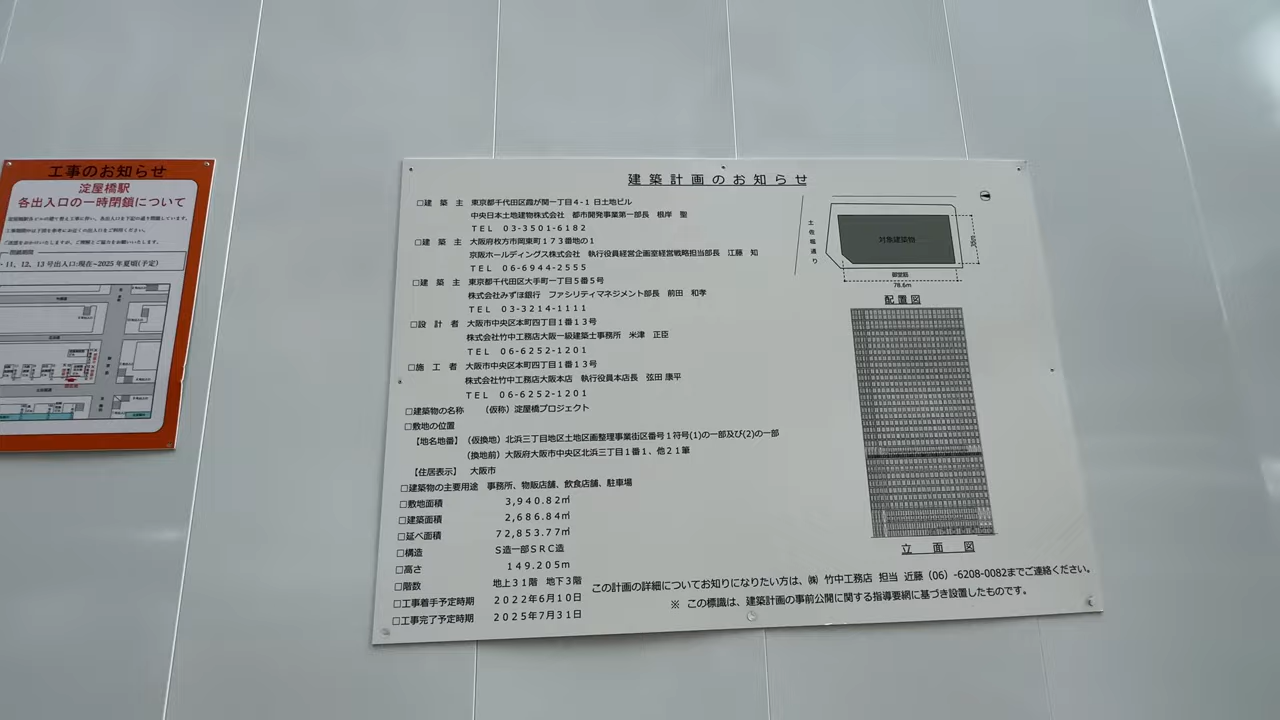 工事のお知らせ
淀屋橋駅
各出入口の一時閉鎖について
11、12、13号出入口:現在~2025年夏頃(予定)
建築計画のお知らせ
□建築主 東京都千代田区霞が関一丁目4-1 日土地ビル
中央日本土地建物株式会社 都市開発事業第一部長 根岸 聖
TEL 03-3501-6182
□建築主 大阪府枚方市岡東町173番地の1
京阪ホールディングス株式会社 執行役員経営企画室経営戦略担当部長 江藤 知
TEL 06-6944-2555
□建築主 東京都千代田区大手町一丁目5番5号
株式会社みずほ銀行 ファシリティマネジメント部長 前田 和孝
TEL 03-3214-1111
□設計者 大阪市中央区本町四丁目1番13号
株式会社竹中工務店大阪一級建築士事務所 米津 正臣
TEL 06-6252-1201
□施工者 大阪市中央区本町四丁目1番13号
株式会社竹中工務店大阪本店 執行役員本店長 弦田 康平
TEL 06-6252-1201
□建築物の名称 (仮称)淀屋橋プロジェクト
□敷地の位置
【地名地番】(仮換地)北浜三丁目地区土地区画整理事業街区番号1符号(1)の一部及び(2)の一部
(換地前)大阪府大阪市中央区北浜三丁目1番1、他21筆
【住居表示】 大阪市
□建築物の主要用途 事務所、物販店舗、飲食店舗、駐車場
□敷地面積 3,940.82㎡
□建築面積 2,686.84㎡
□延べ面積 72,853.77㎡
□構造 S造一部SRC造
□高さ 149.205m
□階数 地上31階 地下3階
□工事着手予定時期 2022年6月10日
□工事完了予定時期 2025年7月31日
土佐堀通り
対象建築物
御堂筋
78.6m
配置図
立面図
この計画の詳細についてお知りになりたい方は、㈱ 竹中工務店 担当 近藤(06)-6208-0082までご連絡ください。
※ この標識は、建築計画の事前公開に関する指導要綱に基づき設置したものです。